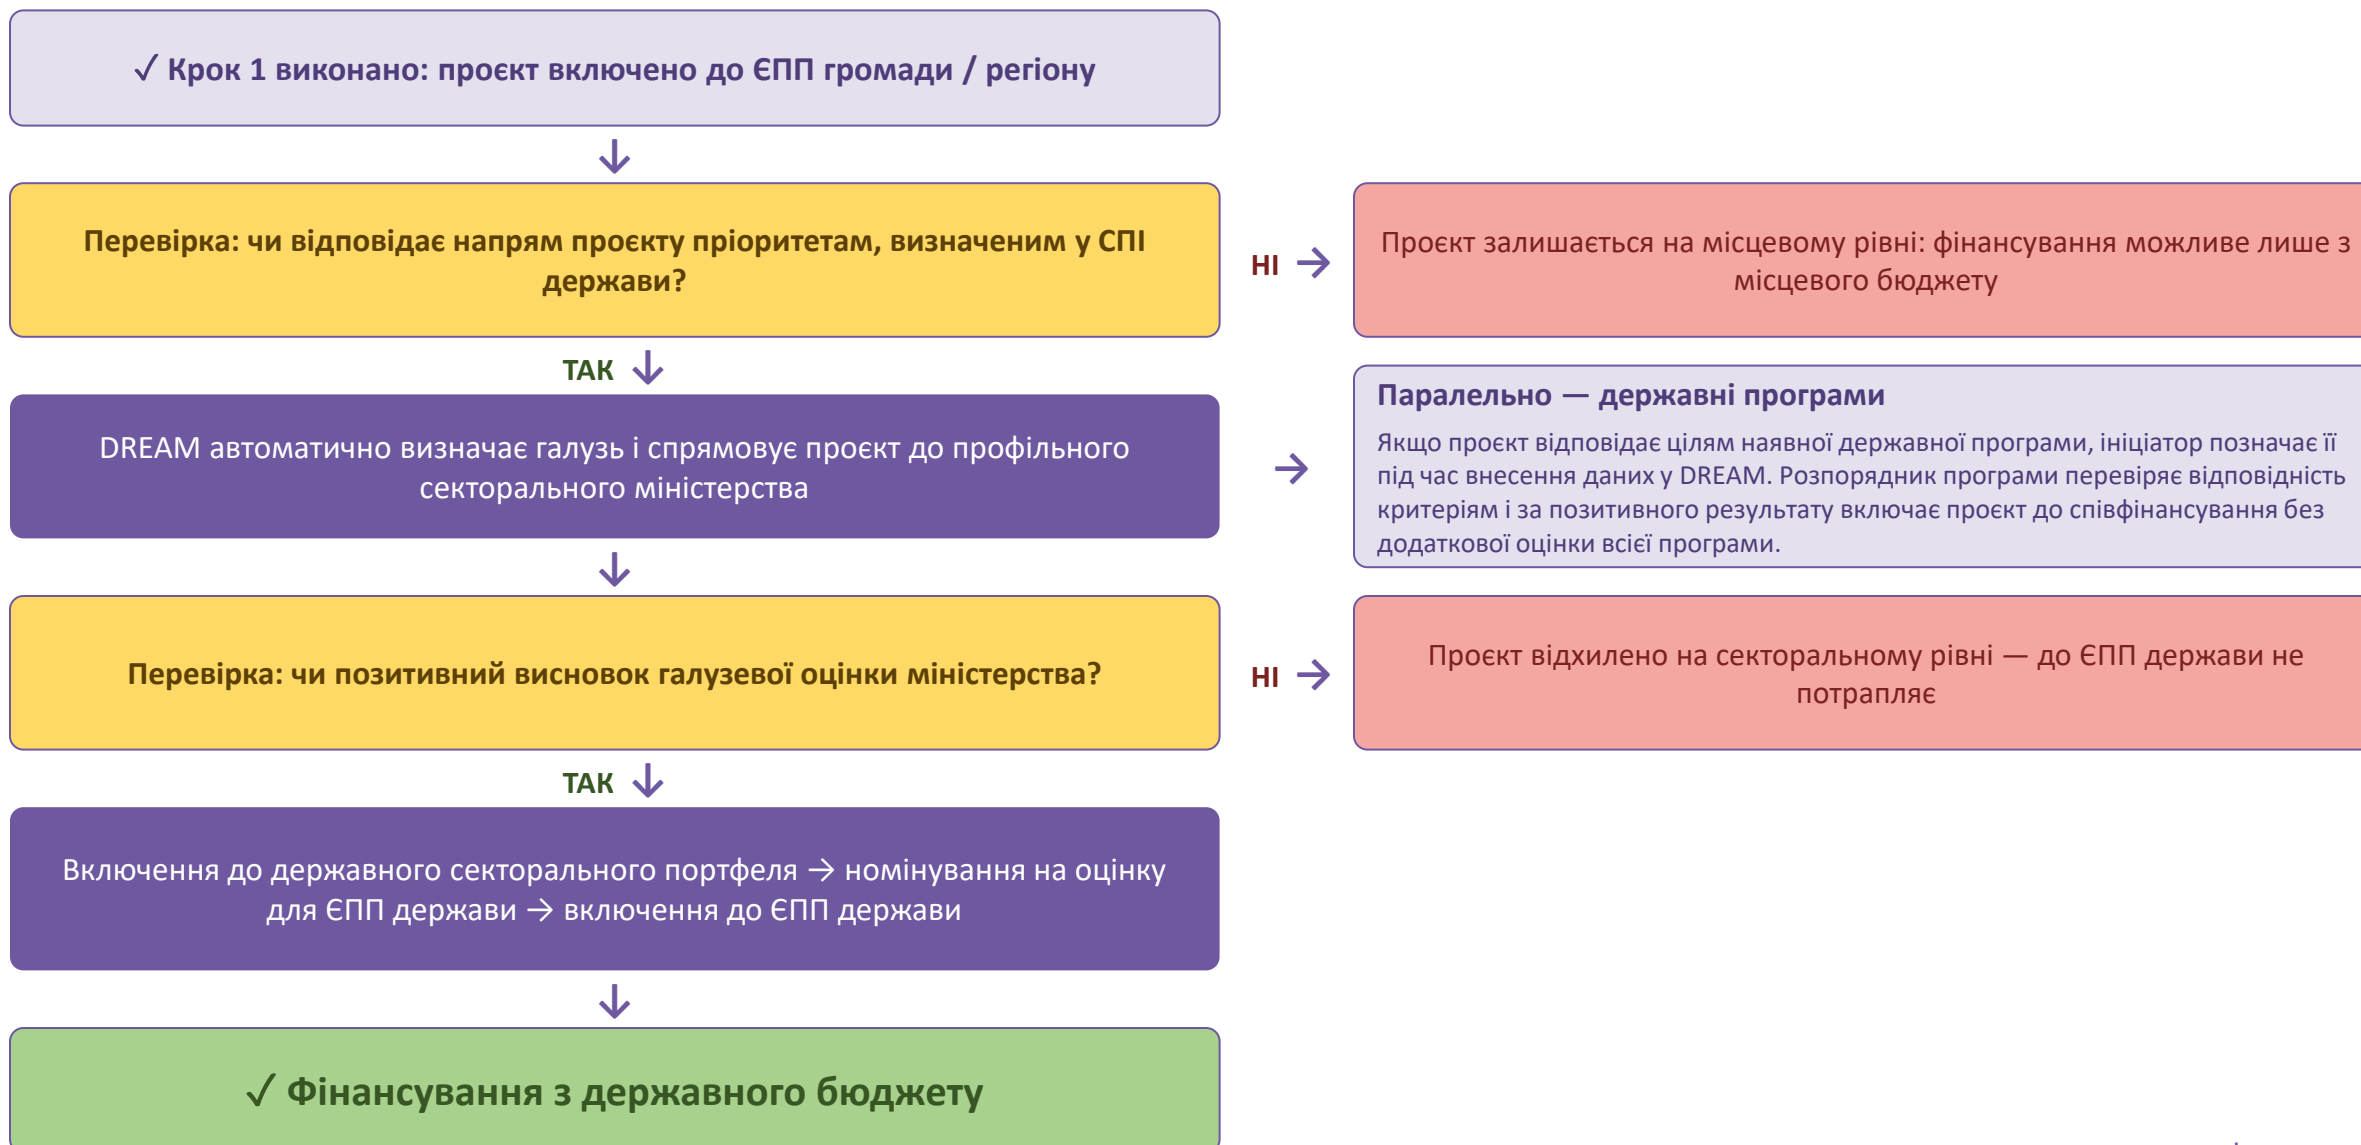 ✓ Крок 1 виконано: проєкт включено до ЄПП громади / регіону
↓
Перевірка: чи відповідає напрям проєкту пріоритетам, визначеним у СПІ
держави?
НІ →
Проєкт залишається на місцевому рівні: фінансування можливе лише з
місцевого бюджету
ТАК ↓
DREAM автоматично визначає галузь і спрямовує проєкт до профільного
секторального міністерства
→
Паралельно — державні програми
Якщо проєкт відповідає цілям наявної державної програми, ініціатор позначає її
під час внесення даних у DREAM. Розпорядник програми перевіряє відповідність
критеріям і за позитивного результату включає проєкт до співфінансування без
додаткової оцінки всієї програми.
↓
Перевірка: чи позитивний висновок галузевої оцінки міністерства?
НІ →
Проєкт відхилено на секторальному рівні — до ЄПП держави не
потрапляє
ТАК ↓
Включення до державного секторального портфеля → номінування на оцінку
для ЄПП держави → включення до ЄПП держави
↓
✓ Фінансування з державного бюджету